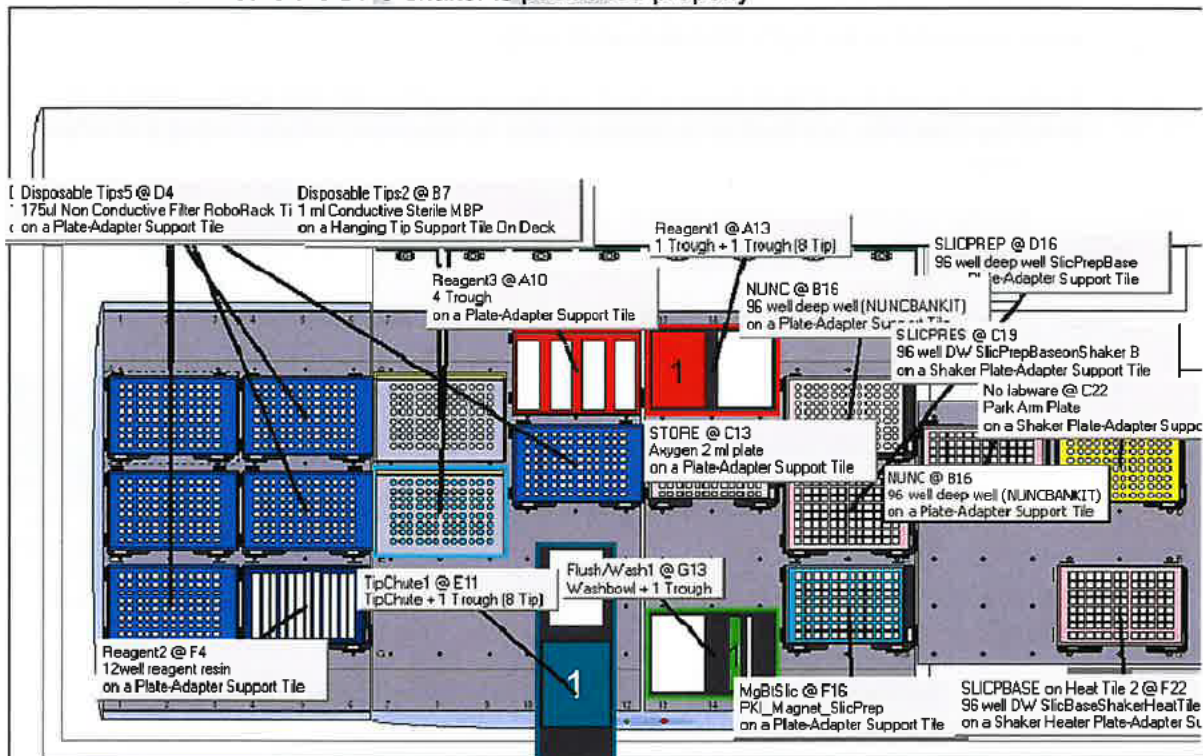 Shaker is properly
Disposable Tips5 @ D4
175ul Non Conductive Filter RoboRack Ti
on a Plate-Adapter Support Tile
Disposable Tips2 @ B7
1 ml Conductive Sterile MBP
on a Hanging Tip Support Tile On Deck
Reagent1 @ A13
1 Trough + 1 Trough (8 Tip)
SLICPREP @ D16
96 well deep well SlicPrepBase
Plate-Adapter Support Tile
Reagent3 @ A10
4 Trough
on a Plate-Adapter Support Tile
NUNC @ B16
96 well deep well (NUNCBANKIT)
on a Plate-Adapter Support Tile
SLICPRES @ C19
96 well DW SlicPrepBaseonShaker B
on a Shaker Plate-Adapter Support Tile
No labware @ C22
Park Arm Plate
on a Shaker Plate-Adapter Suppo
STORE @ C13
Axygen 2 ml plate
on a Plate-Adapter Support Tile
NUNC @ B16
96 well deep well (NUNCBANKIT)
on a Plate-Adapter Support Tile
TipChute1 @ E11
TipChute + 1 Trough (8 Tip)
Flush/Wash1 @ G13
Washbowl + 1 Trough
Reagent2 @ F4
12well reagent resin
on a Plate-Adapter Support Tile
MgBtSlic @ F16
PKI_Magnet_SlicPrep
on a Plate-Adapter Support Tile
SLICPBASE on Heat Tile 2 @ F22
96 well DW SlicBaseShakerHeatTile
on a Shaker Heater Plate-Adapter Su
1
1